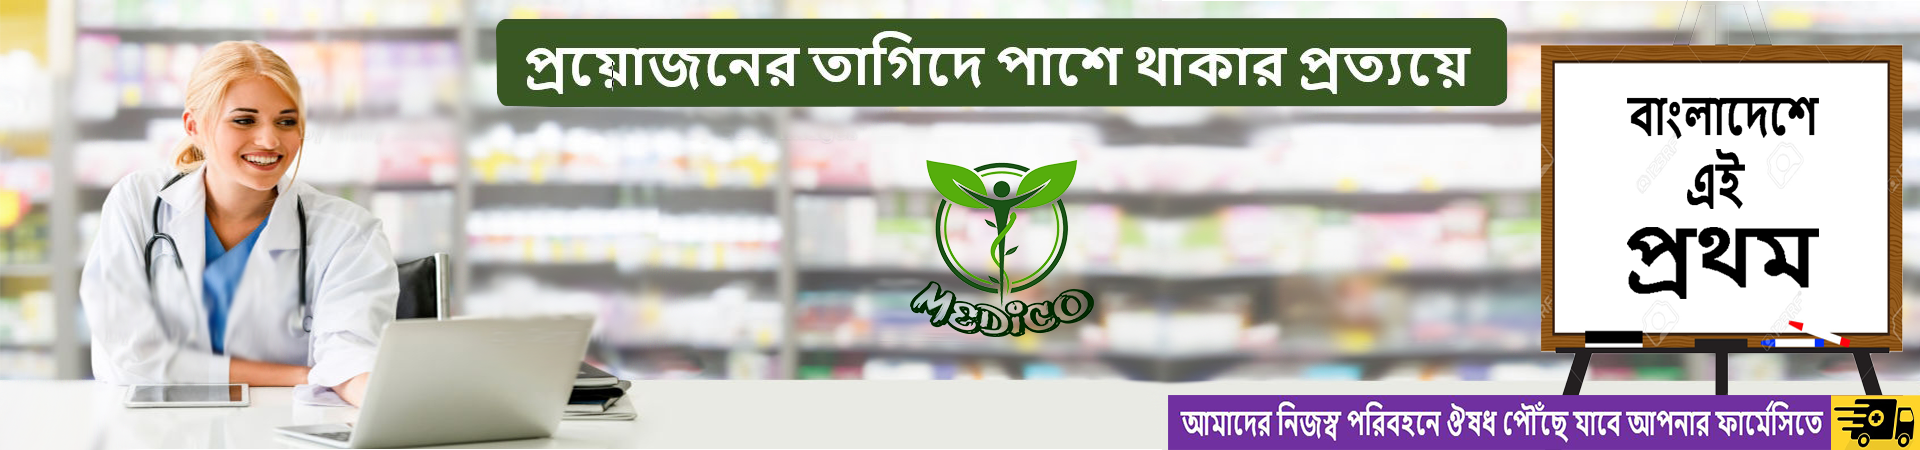 প্রয়োজনের তাগিদে পাশে থাকার প্রত্যয়ে
বাংলাদেশে
এই
প্রথম
MEDICO
আমাদের নিজস্ব পরিবহনে ঔষধ পৌঁছে যাবে আপনার ফার্মেসিতে